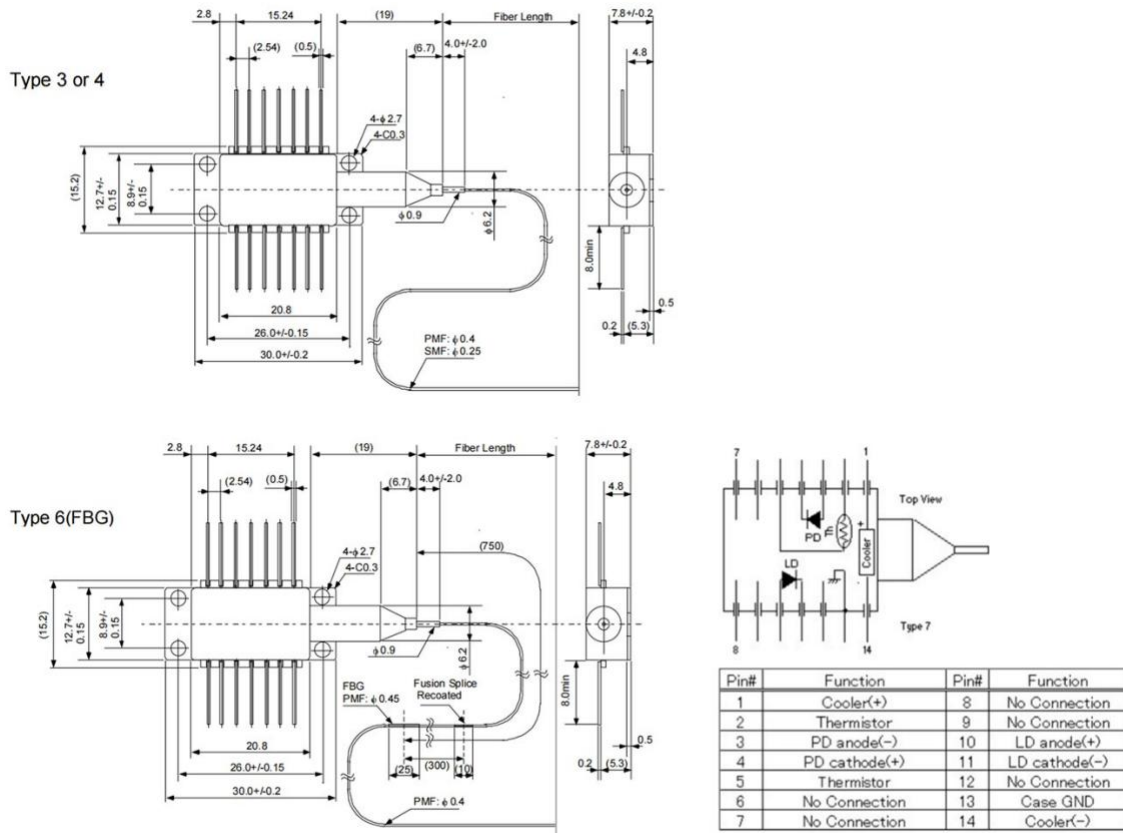 2.8 15.24 (19) Fiber Length 7.8+/-0.2
(2.54) (0.5) (6.7) 4.0+/-2.0 4.8
Type 3 or 4
4-φ2.7
4-C0.3
(15.2) 12.7+/-0.15 8.9+/-0.15
φ0.9 φ6.2
8.0min
20.8 0.5
26.0+/-0.15 0.2 (5.3)
30.0+/-0.2
PMF: φ0.4
SMF: φ0.25
2.8 15.24 (19) Fiber Length 7.8+/-0.2
(2.54) (0.5) (6.7) 4.0+/-2.0 4.8
Type 6(FBG)
4-φ2.7 (750)
4-C0.3
(15.2) 12.7+/-0.15 8.9+/-0.15
φ0.9 φ6.2
FBG
PMF: φ0.45
Fusion Splice
Recoated
8.0min
20.8 0.5
26.0+/-0.15 (25) (300) (10) 0.2 (5.3)
30.0+/-0.2
PMF: φ0.4
7 1
Top View
PD Th + Cooler
LD
Type 7
8 14
Pin# Function Pin# Function
1 Cooler(+) 8 No Connection
2 Thermistor 9 No Connection
3 PD anode(-) 10 LD anode(+)
4 PD cathode(+) 11 LD cathode(-)
5 Thermistor 12 No Connection
6 No Connection 13 Case GND
7 No Connection 14 Cooler(-)